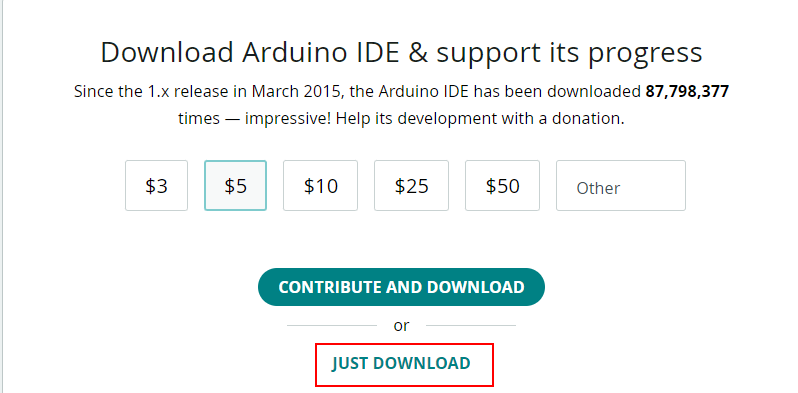 Download Arduino IDE & support its progress
Since the 1.x release in March 2015, the Arduino IDE has been downloaded 87,798,377
times — impressive! Help its development with a donation.
$3 $5 $10 $25 $50 Other
CONTRIBUTE AND DOWNLOAD
or
JUST DOWNLOAD